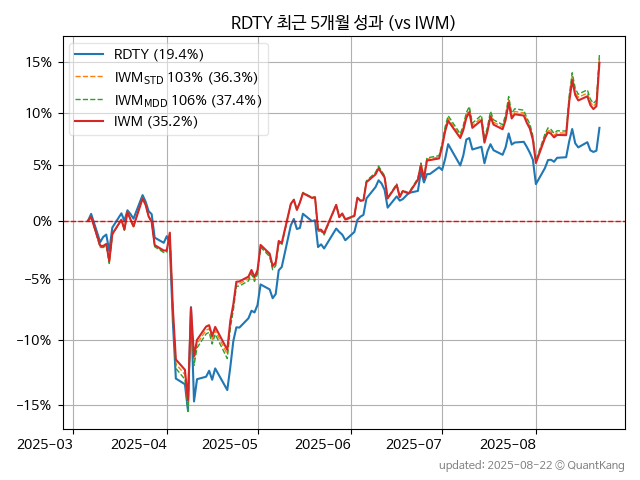 RDTY 최근 5개월 성과 (vs IWM)
RDTY (19.4%)
IWM_STD 103% (36.3%)
IWM_MDD 106% (37.4%)
IWM (35.2%)
15%
10%
5%
0%
−5%
−10%
−15%
2025-03 2025-04 2025-05 2025-06 2025-07 2025-08
updated: 2025-08-22 © QuantKang